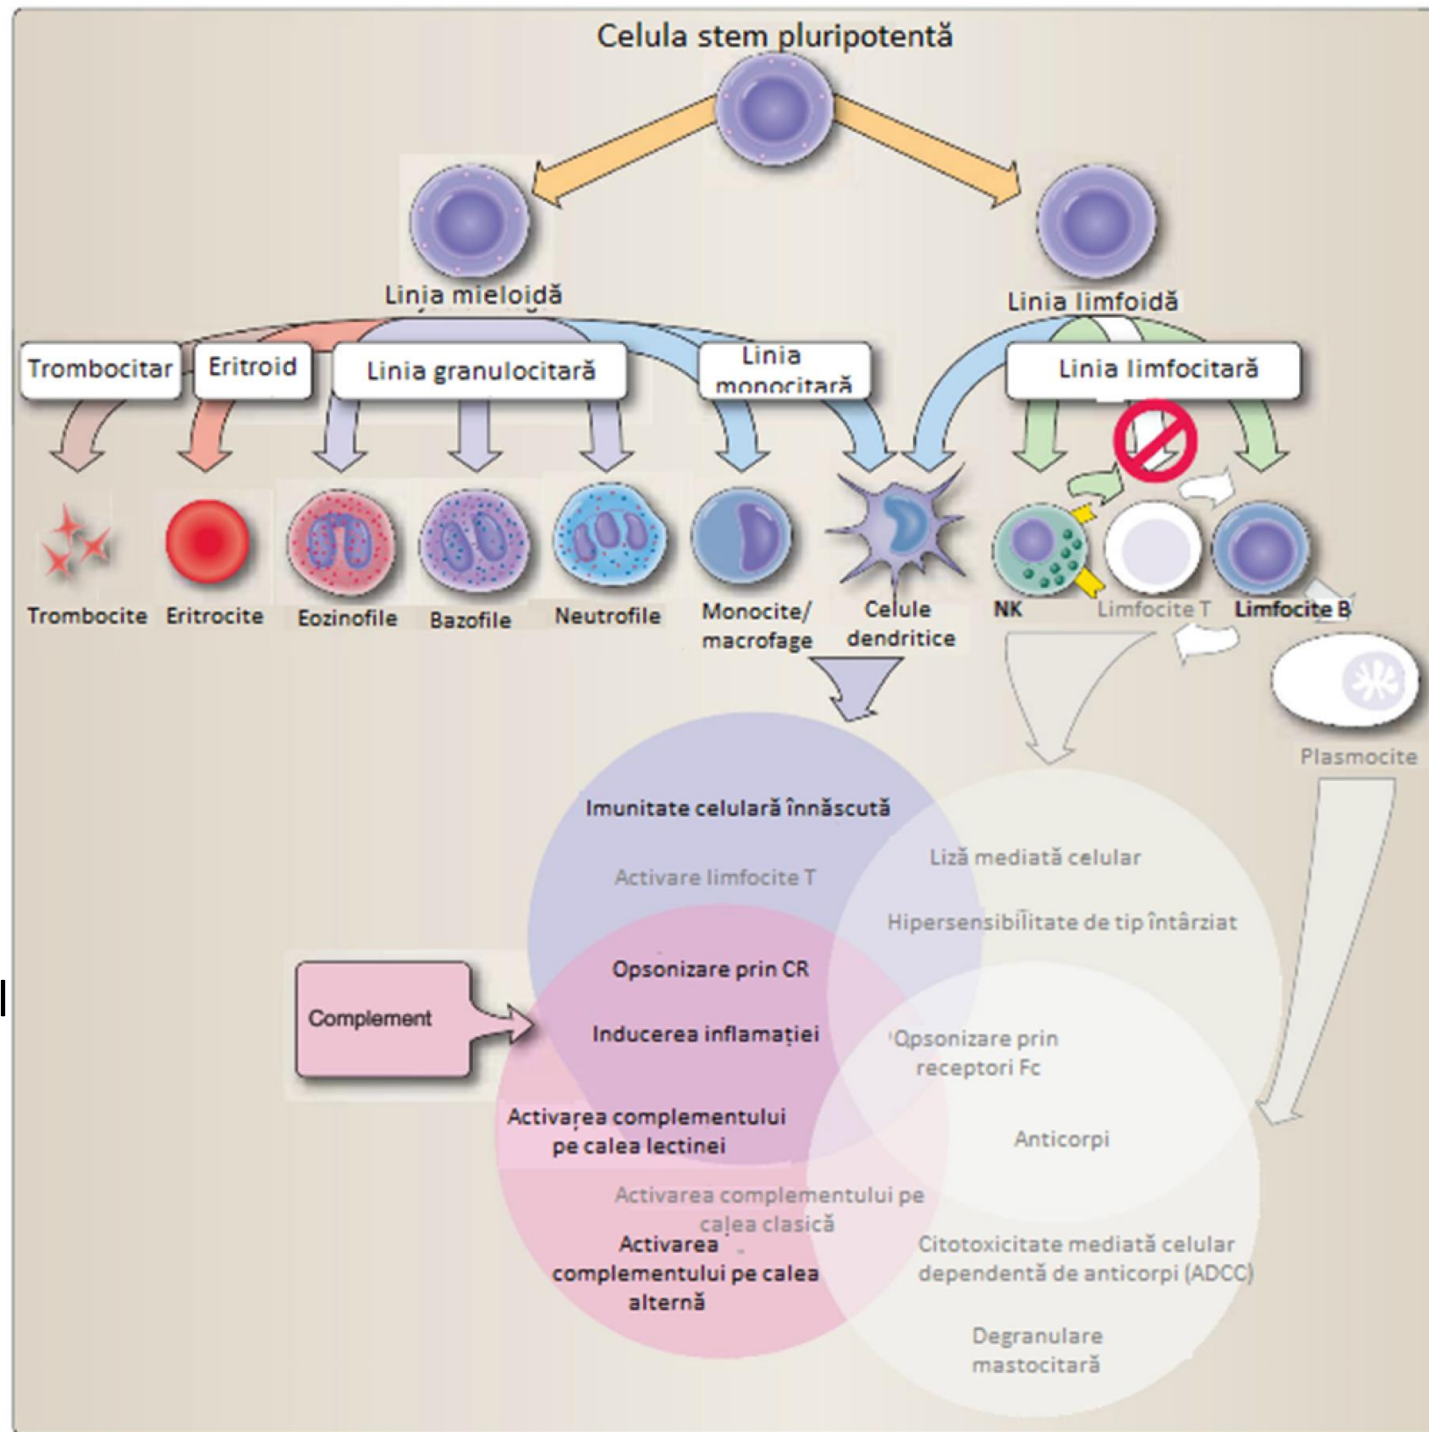 Celula stem pluripotentă
Linia mieloidă
Linia limfoidă
Trombocitar
Eritroid
Linia granulocitară
Linia
monocitară
Linia limfocitară
Trombocite
Eritrocite
Eozinofile
Bazofile
Neutrofile
Monocite/
macrofage
Celule
dendritice
NK
Limfocite T
Limfocite B
Plasmocite
Imunitate celulară înnăscută
Activare limfocite T
Liză mediată celular
Hipersensibilitate de tip întârziat
Opsonizare prin CR
Complement
Inducerea inflamației
Opsonizare prin
receptori Fc
Activarea complementului
pe calea lectinei
Anticorpi
Activarea complementului pe
calea clasică
Activarea
complementului pe calea
alternă
Citotoxicitate mediată celular
dependentă de anticorpi (ADCC)
Degranulare
mastocitară